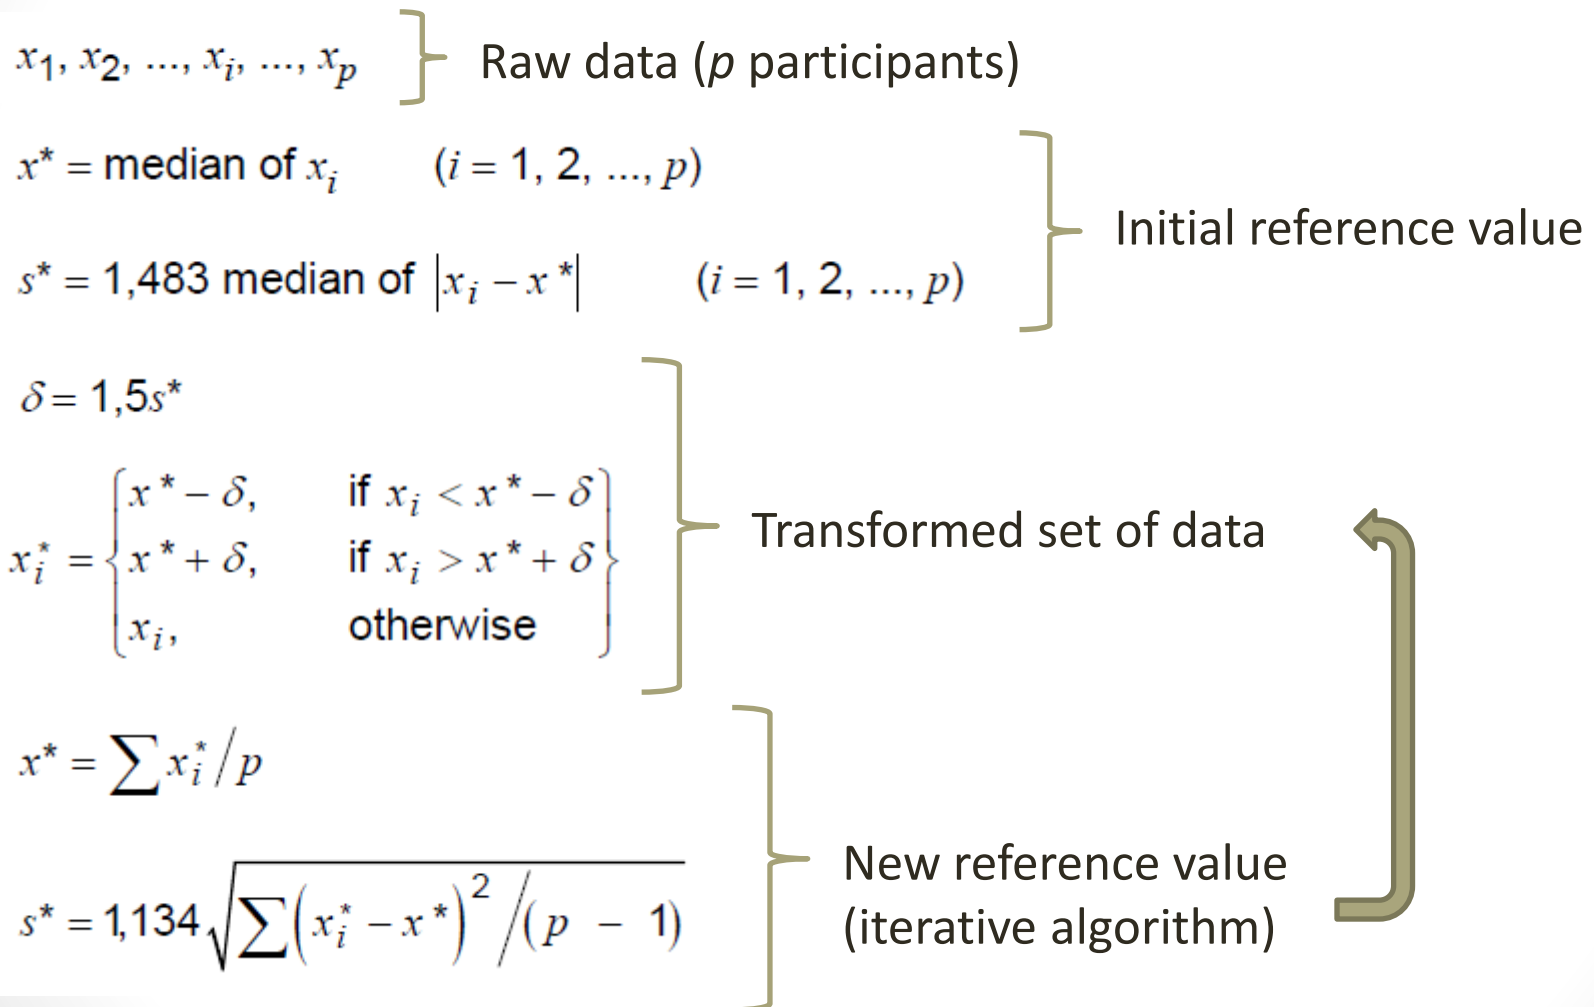 x₁, x₂, ..., xᵢ, ..., xₚ Raw data (p participants)
x* = median of xᵢ (i = 1, 2, ..., p)
Initial reference value
s* = 1,483 median of |xᵢ − x*| (i = 1, 2, ..., p)
δ = 1,5s*
x* − δ, if xᵢ < x* − δ
xᵢ* = { x* + δ, if xᵢ > x* + δ }
Transformed set of data
xᵢ, otherwise
x* = ∑ xᵢ* / p
New reference value
s* = 1,134 √∑(xᵢ* − x*)² / (p − 1)
(iterative algorithm)